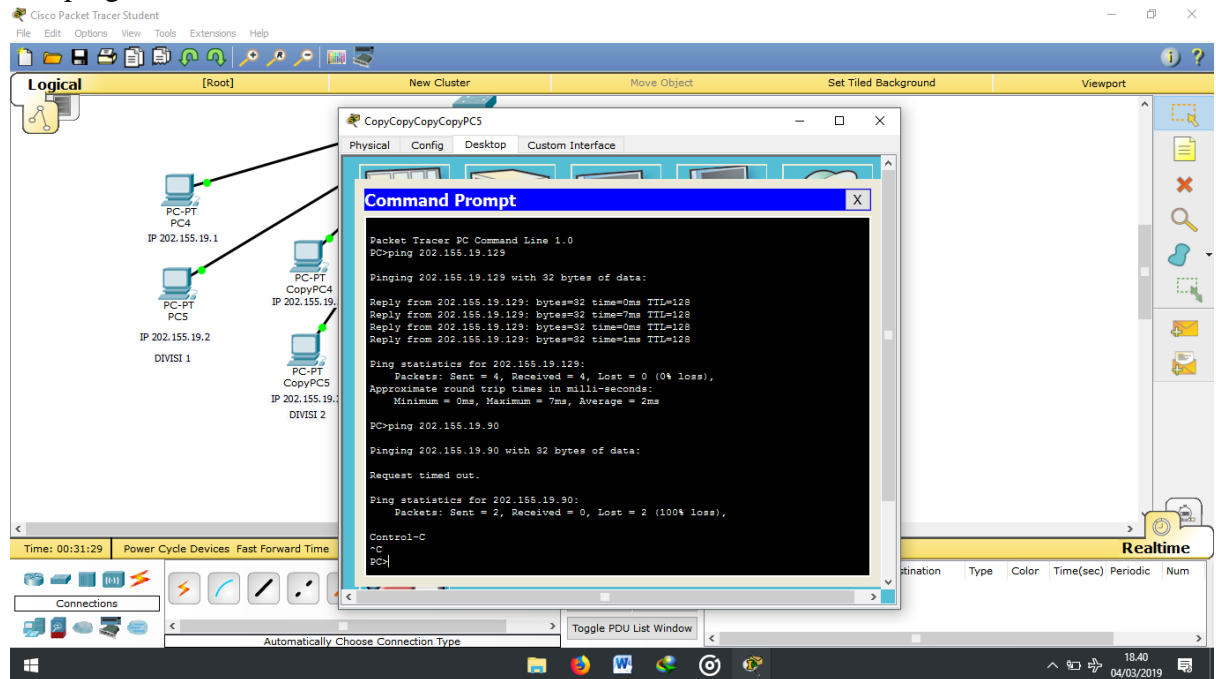 Cisco Packet Tracer Student
File Edit Options View Tools Extensions Help
Logical [Root] New Cluster Move Object Set Tiled Background Viewport
CopyCopyCopyCopyPC5
Physical Config Desktop Custom Interface
Command Prompt X
Packet Tracer PC Command Line 1.0
PC>ping 202.155.19.129
Pinging 202.155.19.129 with 32 bytes of data:
Reply from 202.155.19.129: bytes=32 time=0ms TTL=128
Reply from 202.155.19.129: bytes=32 time=7ms TTL=128
Reply from 202.155.19.129: bytes=32 time=0ms TTL=128
Reply from 202.155.19.129: bytes=32 time=1ms TTL=128
Ping statistics for 202.155.19.129:
Packets: Sent = 4, Received = 4, Lost = 0 (0% loss),
Approximate round trip times in milli-seconds:
Minimum = 0ms, Maximum = 7ms, Average = 2ms
PC>ping 202.155.19.90
Pinging 202.155.19.90 with 32 bytes of data:
Request timed out.
Ping statistics for 202.155.19.90:
Packets: Sent = 2, Received = 0, Lost = 2 (100% loss),
Control-C
^C
PC>
PC-PT
PC4
IP 202.155.19.1
PC-PT
CopyPC4
IP 202.155.19.
PC-PT
PC5
IP 202.155.19.2
DIVISI 1
PC-PT
CopyPC5
IP 202.155.19.
DIVISI 2
Time: 00:31:29 Power Cycle Devices Fast Forward Time Realtime
Connections
Automatically Choose Connection Type
Toggle PDU List Window
stination Type Color Time(sec) Periodic Num
18.40
04/03/2019